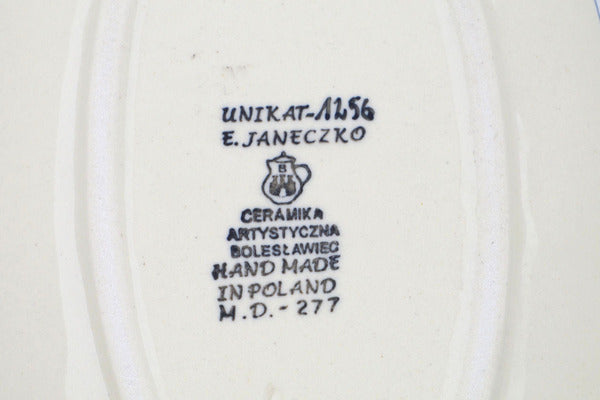 UNIKAT-1256
E. JANECZKO
B
CERAMIKA
ARTYSTYCZNA
BOLESŁAWIEC
HAND MADE
IN POLAND
M.D.-277